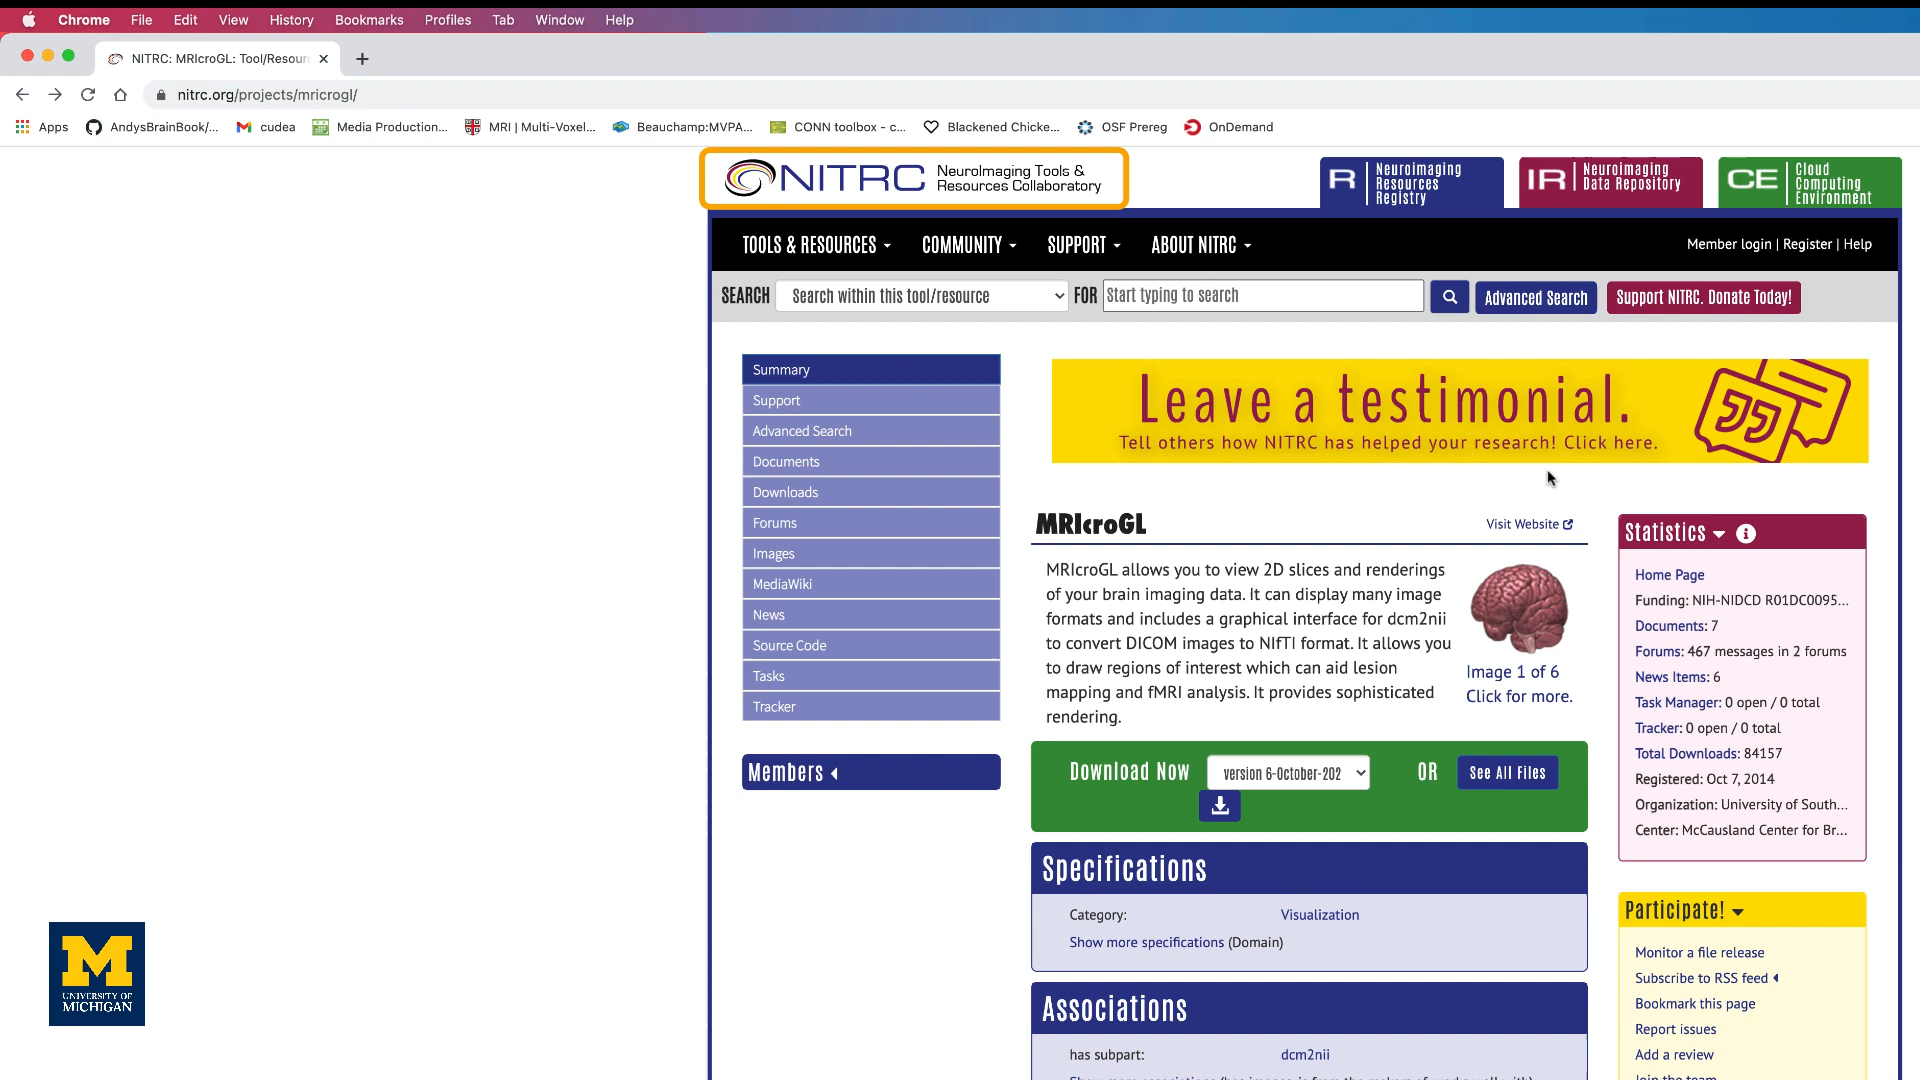 Chrome File Edit View History Bookmarks Profiles Tab Window Help
NITRC: MRIcroGL: Tool/Resour
nitrc.org/projects/mricrogl/
Apps AndysBrainBook/... cudea Media Production... MRI | Multi-Voxel... Beauchamp:MVPA... CONN toolbox - c... Blackened Chicke... OSF Prereg OnDemand
NITRC NeuroImaging Tools &
Resources Collaboratory
R Neuroimaging
Resources
Registry
IR Neuroimaging
Data Repository
CE Cloud
Computing
Environment
TOOLS & RESOURCES COMMUNITY SUPPORT ABOUT NITRC Member login | Register | Help
SEARCH Search within this tool/resource FOR Start typing to search Advanced Search Support NITRC. Donate Today!
Summary
Support
Advanced Search
Documents
Downloads
Forums
Images
MediaWiki
News
Source Code
Tasks
Tracker
Members
Leave a testimonial.
Tell others how NITRC has helped your research! Click here.
MRIcroGL Visit Website
MRIcroGL allows you to view 2D slices and renderings
of your brain imaging data. It can display many image
formats and includes a graphical interface for dcm2nii
to convert DICOM images to NIfTI format. It allows you
to draw regions of interest which can aid lesion
mapping and fMRI analysis. It provides sophisticated
rendering.
Image 1 of 6
Click for more.
Download Now version 6-October-202 OR See All Files
Specifications
Category: Visualization
Show more specifications (Domain)
Associations
has subpart: dcm2nii
Statistics
Home Page
Funding: NIH-NIDCD R01DC0095...
Documents: 7
Forums: 467 messages in 2 forums
News Items: 6
Task Manager: 0 open / 0 total
Tracker: 0 open / 0 total
Total Downloads: 84157
Registered: Oct 7, 2014
Organization: University of South...
Center: McCausland Center for Br...
Participate!
Monitor a file release
Subscribe to RSS feed
Bookmark this page
Report issues
Add a review
M
UNIVERSITY OF
MICHIGAN